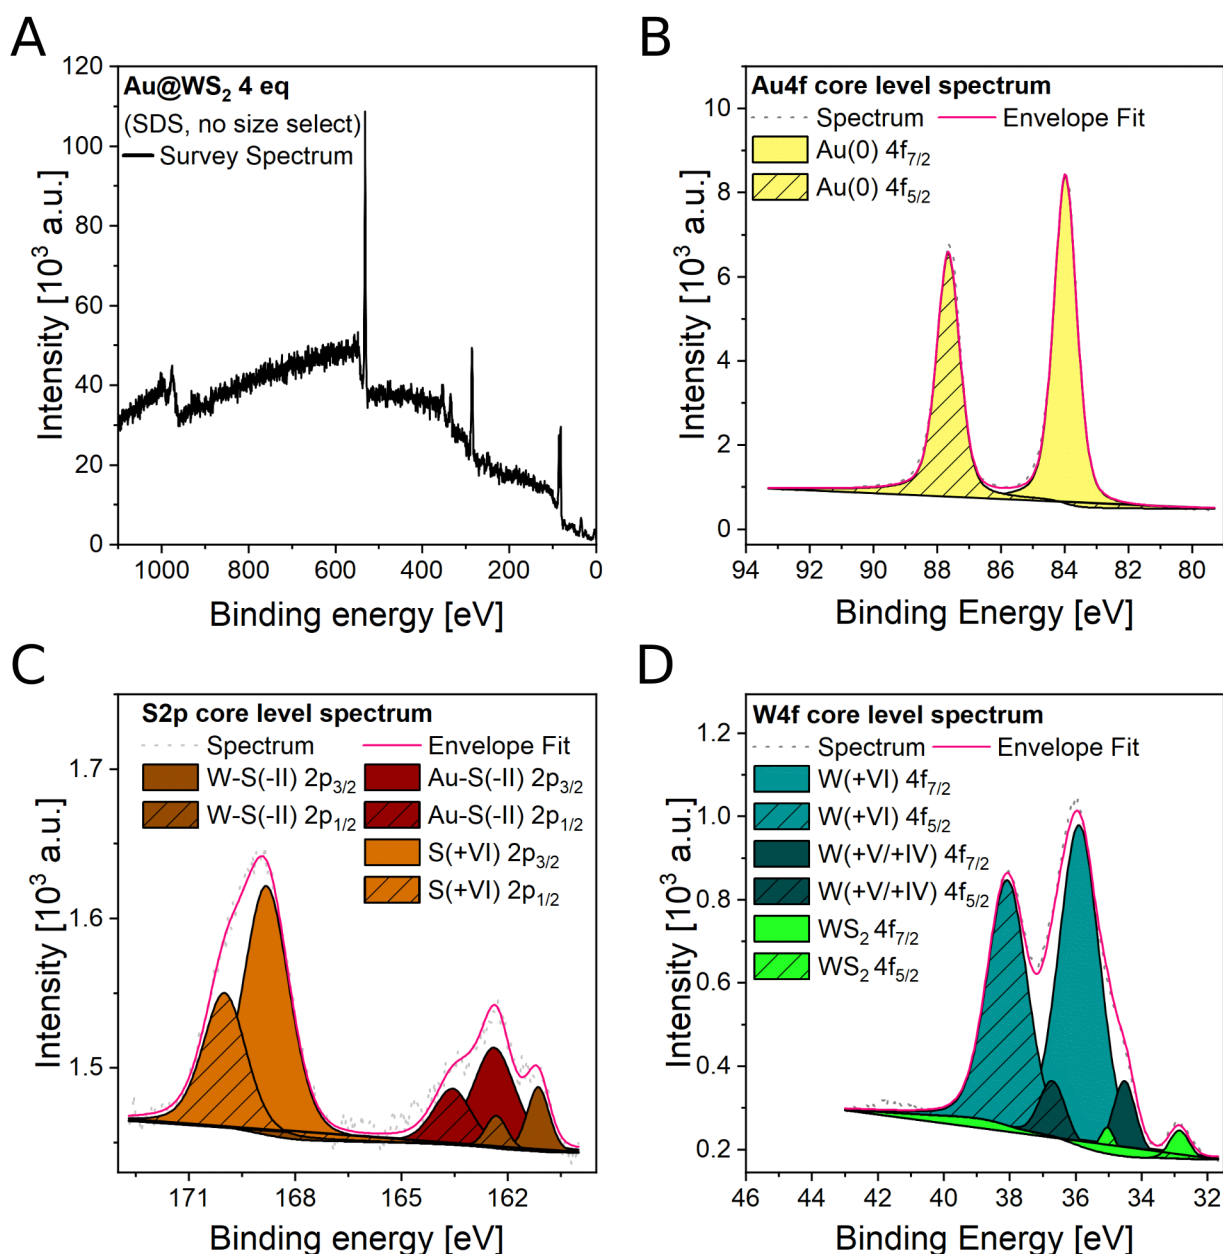 A
Au@WS₂ 4 eq
(SDS, no size select)
Survey Spectrum
Intensity [10³ a.u.]
120
100
80
60
40
20
0
1000 800 600 400 200 0
Binding energy [eV]
B
Au4f core level spectrum
Spectrum Envelope Fit
Au(0) 4f₇/₂
Au(0) 4f₅/₂
Intensity [10³ a.u.]
10
8
6
4
2
0
94 92 90 88 86 84 82 80
Binding Energy [eV]
C
S2p core level spectrum
Spectrum Envelope Fit
W-S(-II) 2p₃/₂ Au-S(-II) 2p₃/₂
W-S(-II) 2p₁/₂ Au-S(-II) 2p₁/₂
S(+VI) 2p₃/₂
S(+VI) 2p₁/₂
Intensity [10³ a.u.]
1.7
1.6
1.5
171 168 165 162
Binding energy [eV]
D
W4f core level spectrum
Spectrum Envelope Fit
W(+VI) 4f₇/₂
W(+VI) 4f₅/₂
W(+V/+IV) 4f₇/₂
W(+V/+IV) 4f₅/₂
WS₂ 4f₇/₂
WS₂ 4f₅/₂
Intensity [10³ a.u.]
1.2
1.0
0.8
0.6
0.4
0.2
46 44 42 40 38 36 34 32
Binding Energy [eV]